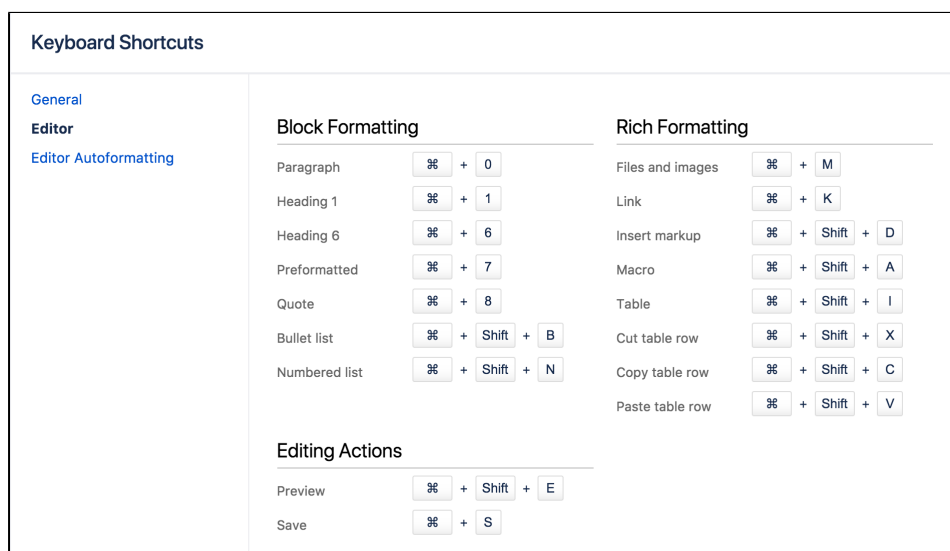 Keyboard Shortcuts
General
Editor
Editor Autoformatting
Block Formatting
Paragraph ⌘ + 0
Heading 1 ⌘ + 1
Heading 6 ⌘ + 6
Preformatted ⌘ + 7
Quote ⌘ + 8
Bullet list ⌘ + Shift + B
Numbered list ⌘ + Shift + N
Editing Actions
Preview ⌘ + Shift + E
Save ⌘ + S
Rich Formatting
Files and images ⌘ + M
Link ⌘ + K
Insert markup ⌘ + Shift + D
Macro ⌘ + Shift + A
Table ⌘ + Shift + I
Cut table row ⌘ + Shift + X
Copy table row ⌘ + Shift + C
Paste table row ⌘ + Shift + V